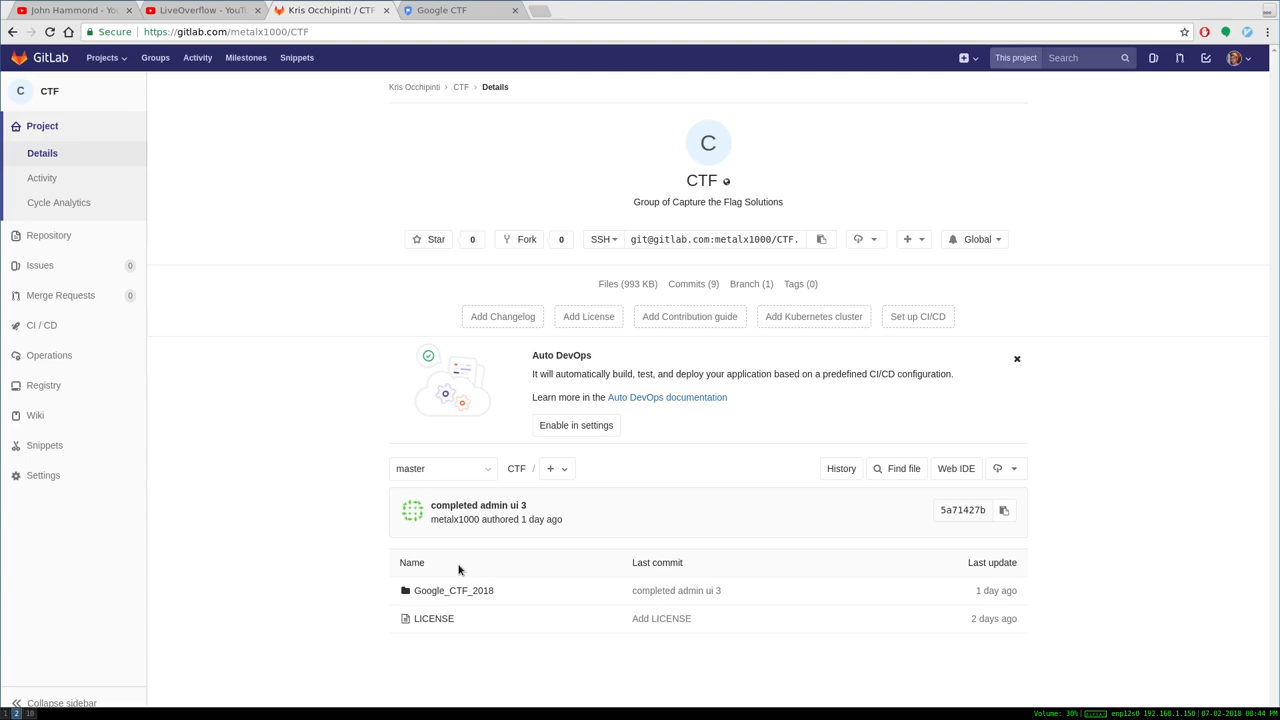 John Hammond - Yo
LiveOverflow - YouT
Kris Occhipinti / CTF
Google CTF
Secure
https://gitlab.com/metalx1000/CTF
GitLab
Projects
Groups
Activity
Milestones
Snippets
This project
Search
C
CTF
Project
Details
Activity
Cycle Analytics
Repository
Issues
0
Merge Requests
0
CI / CD
Operations
Registry
Wiki
Snippets
Settings
Collapse sidebar
Kris Occhipinti > CTF > Details
C
CTF
Group of Capture the Flag Solutions
Star
0
Fork
0
SSH
git@gitlab.com:metalx1000/CTF.
Global
Files (993 KB)
Commits (9)
Branch (1)
Tags (0)
Add Changelog
Add License
Add Contribution guide
Add Kubernetes cluster
Set up CI/CD
Auto DevOps
It will automatically build, test, and deploy your application based on a predefined CI/CD configuration.
Learn more in the Auto DevOps documentation
Enable in settings
master
CTF /
History
Find file
Web IDE
completed admin ui 3
metalx1000 authored 1 day ago
5a71427b
Name
Last commit
Last update
Google_CTF_2018
completed admin ui 3
1 day ago
LICENSE
Add LICENSE
2 days ago
1 2 10
Volume: 30%
enp12s0 192.168.1.150
07-02-2018 08:44 PM